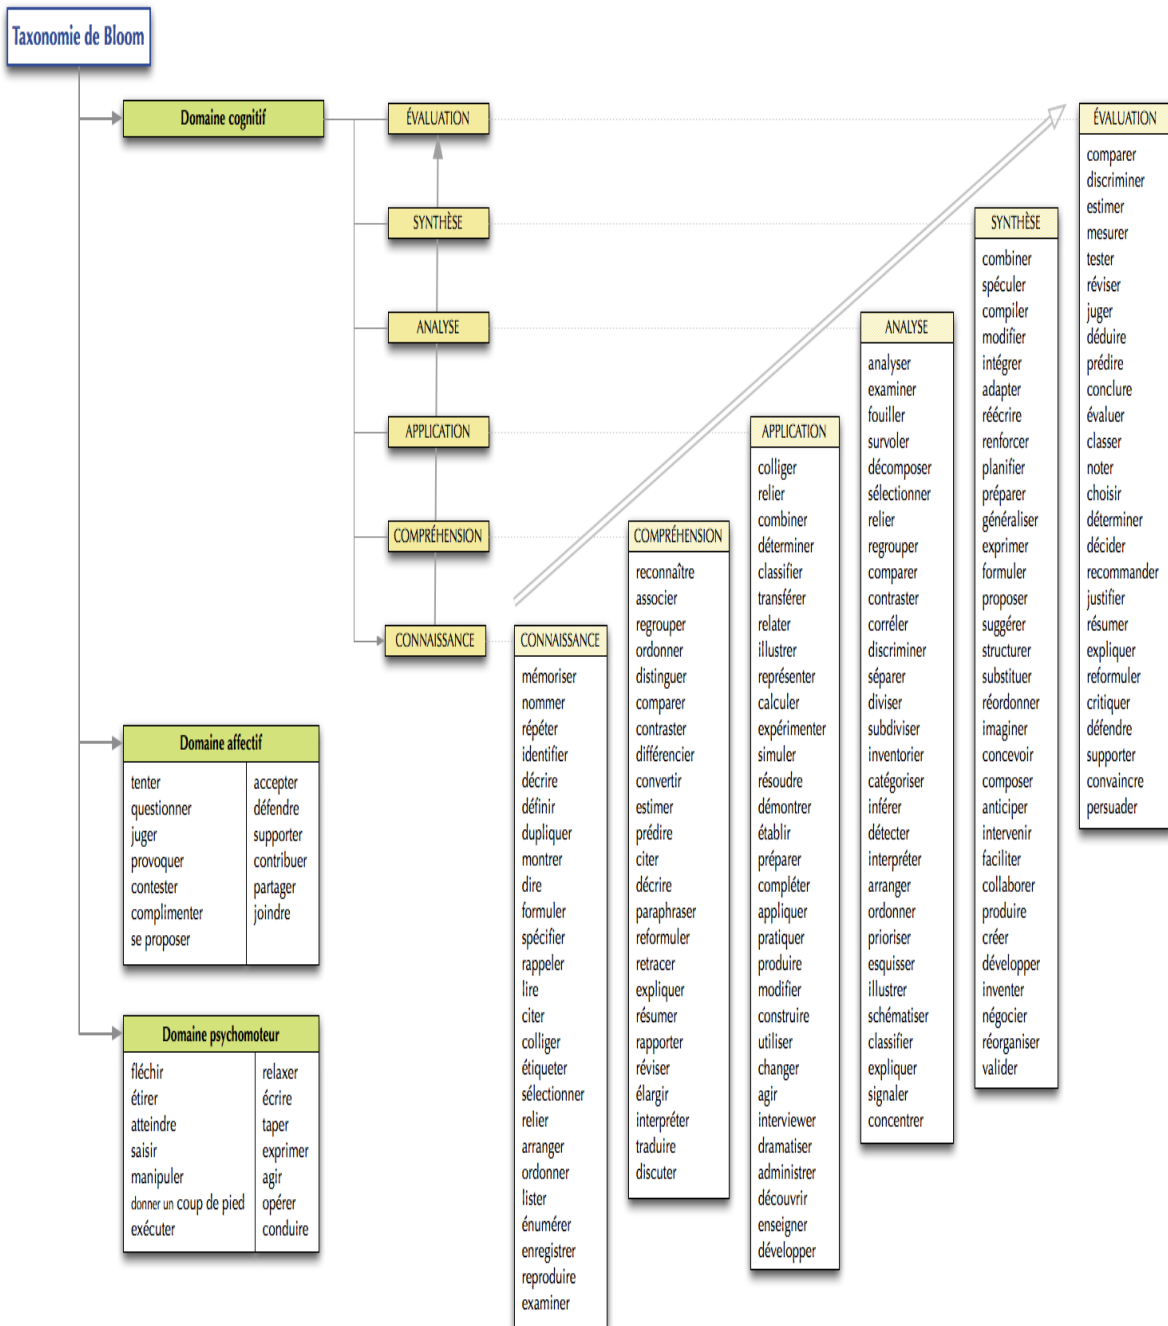 Taxonomie de Bloom
Domaine cognitif
ÉVALUATION
SYNTHÈSE
ANALYSE
APPLICATION
COMPRÉHENSION
CONNAISSANCE
Domaine affectif
tenter
questionner
juger
provoquer
contester
complimenter
se proposer
accepter
défendre
supporter
contribuer
partager
joindre
Domaine psychomoteur
fléchir
étirer
atteindre
saisir
manipuler
donner un coup de pied
exécuter
relaxer
écrire
taper
exprimer
agir
opérer
conduire
CONNAISSANCE
mémoriser
nommer
répéter
identifier
décrire
définir
dupliquer
montrer
dire
formuler
spécifier
rappeler
lire
citer
colliger
étiqueter
sélectionner
relier
arranger
ordonner
lister
énumérer
enregistrer
reproduire
examiner
COMPRÉHENSION
reconnaître
associer
regrouper
ordonner
distinguer
comparer
contraster
différencier
convertir
estimer
prédire
citer
décrire
paraphraser
reformuler
retracer
expliquer
résumer
rapporter
réviser
élargir
interpréter
traduire
discuter
APPLICATION
colliger
relier
combiner
déterminer
classifier
transférer
relater
illustrer
représenter
calculer
expérimenter
simuler
résoudre
démontrer
établir
préparer
compléter
appliquer
pratiquer
produire
modifier
construire
utiliser
changer
agir
interviewer
dramatiser
administrer
découvrir
enseigner
développer
ANALYSE
analyser
examiner
fouiller
survoler
décomposer
sélectionner
relier
regrouper
comparer
contraster
corréler
discriminer
séparer
diviser
subdiviser
inventorier
catégoriser
inférer
détecter
interpréter
arranger
ordonner
prioriser
esquisser
illustrer
schématiser
classifier
expliquer
signaler
concentrer
SYNTHÈSE
combiner
spéculer
compiler
modifier
intégrer
adapter
réécrire
renforcer
planifier
préparer
généraliser
exprimer
formuler
proposer
suggérer
structurer
substituer
réordonner
imaginer
concevoir
composer
anticiper
intervenir
faciliter
collaborer
produire
créer
développer
inventer
négocier
réorganiser
valider
ÉVALUATION
comparer
discriminer
estimer
mesurer
tester
réviser
juger
déduire
prédire
conclure
évaluer
classer
noter
choisir
déterminer
décider
recommander
justifier
résumer
expliquer
reformuler
critiquer
défendre
supporter
convaincre
persuader